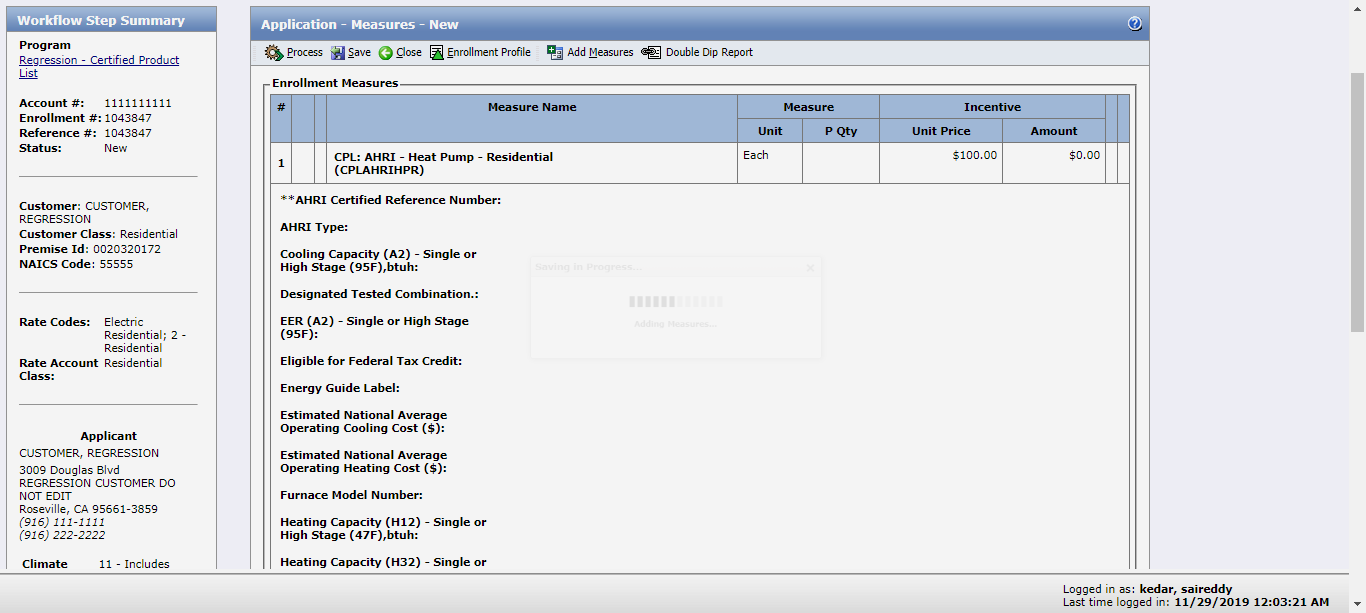 Workflow Step Summary
Program
Regression - Certified Product
List
Account #: 1111111111
Enrollment #: 1043847
Reference #: 1043847
Status: New
Customer: CUSTOMER,
REGRESSION
Customer Class: Residential
Premise Id: 0020320172
NAICS Code: 55555
Rate Codes: Electric
Residential; 2 -
Residential
Rate Account Residential
Class:
Applicant
CUSTOMER, REGRESSION
3009 Douglas Blvd
REGRESSION CUSTOMER DO
NOT EDIT
Roseville, CA 95661-3859
(916) 111-1111
(916) 222-2222
Climate 11 - Includes
Application - Measures - New
Process Save Close Enrollment Profile Add Measures Double Dip Report
Enrollment Measures
# Measure Name Measure Incentive
Unit P Qty Unit Price Amount
1 CPL: AHRI - Heat Pump - Residential Each $100.00 $0.00
(CPLAHRIHPR)
**AHRI Certified Reference Number:
AHRI Type:
Cooling Capacity (A2) - Single or
High Stage (95F),btuh:
Designated Tested Combination.:
EER (A2) - Single or High Stage
(95F):
Eligible for Federal Tax Credit:
Energy Guide Label:
Estimated National Average
Operating Cooling Cost ($):
Estimated National Average
Operating Heating Cost ($):
Furnace Model Number:
Heating Capacity (H12) - Single or
High Stage (47F),btuh:
Heating Capacity (H32) - Single or
Saving in Progress...
Adding Measures...
Logged in as: kedar, saireddy
Last time logged in: 11/29/2019 12:03:21 AM